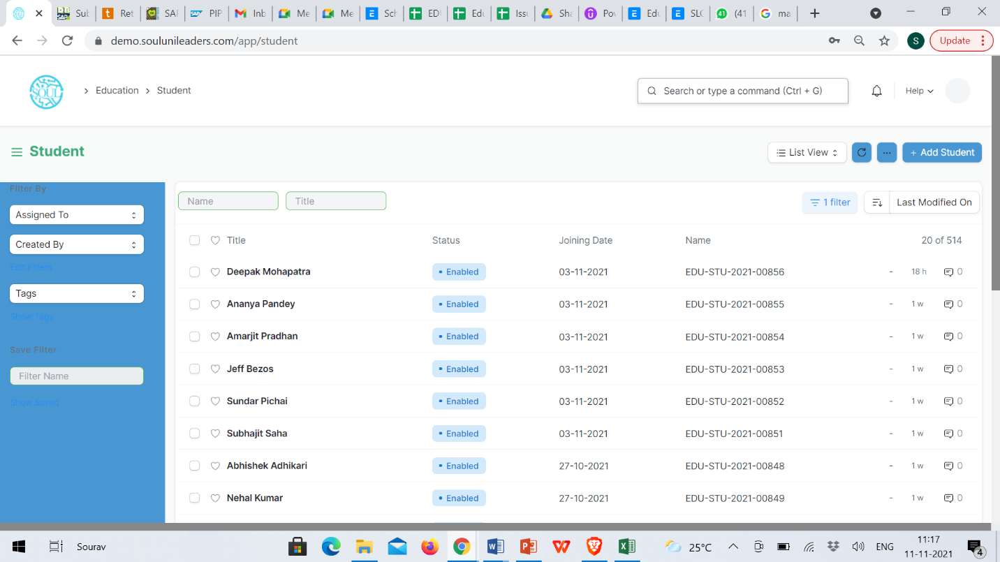 Sub
Ret
SAF
PIP
Inb
Me
Me
Sch
EDI
Edu
Issu
Sha
Pov
Edu
SLC
(41
ma
demo.soulunileaders.com/app/student
S
Update
SOUL
Education
Student
Search or type a command (Ctrl + G)
Help
Student
List View
...
+ Add Student
Filter By
Assigned To
Created By
Edit Filters
Tags
Show Tags
Save Filter
Filter Name
Show Saved
Name Title 1 filter Last Modified On
Title Status Joining Date Name 20 of 514
Deepak Mohapatra Enabled 03-11-2021 EDU-STU-2021-00856 - 18 h 0
Ananya Pandey Enabled 03-11-2021 EDU-STU-2021-00855 - 1 w 0
Amarjit Pradhan Enabled 03-11-2021 EDU-STU-2021-00854 - 1 w 0
Jeff Bezos Enabled 03-11-2021 EDU-STU-2021-00853 - 1 w 0
Sundar Pichai Enabled 03-11-2021 EDU-STU-2021-00852 - 1 w 0
Subhajit Saha Enabled 03-11-2021 EDU-STU-2021-00851 - 1 w 0
Abhishek Adhikari Enabled 27-10-2021 EDU-STU-2021-00848 - 1 w 0
Nehal Kumar Enabled 27-10-2021 EDU-STU-2021-00849 - 1 w 0
Sourav
25°C
ENG
11:17
11-11-2021
4